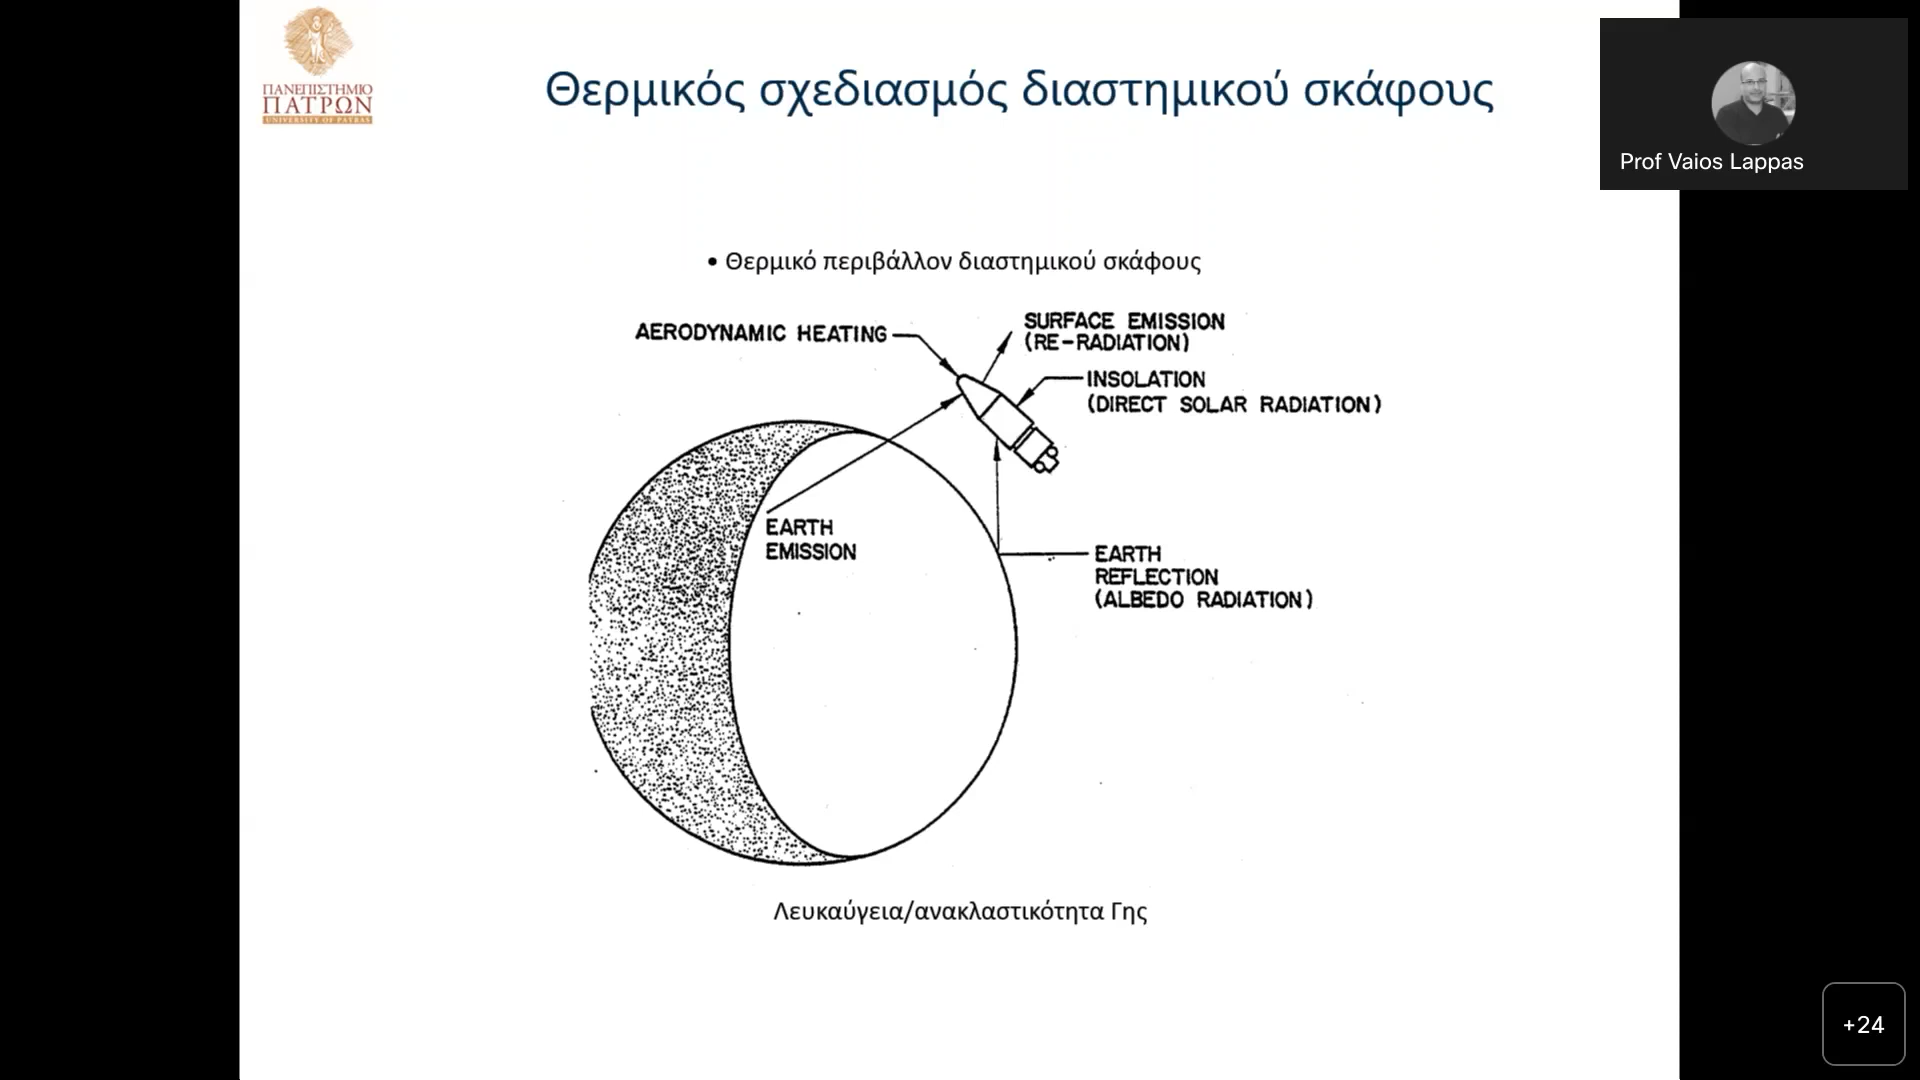 ΠΑΝΕΠΙΣΤΗΜΙΟ
ΠΑΤΡΩΝ
UNIVERSITY OF PATRAS
Θερμικός σχεδιασμός διαστημικού σκάφους
Prof Vaios Lappas
• Θερμικό περιβάλλον διαστημικού σκάφους
AERODYNAMIC HEATING
SURFACE EMISSION
(RE-RADIATION)
INSOLATION
(DIRECT SOLAR RADIATION)
EARTH
EMISSION
EARTH
REFLECTION
(ALBEDO RADIATION)
Λευκαύγεια/ανακλαστικότητα Γης
+24